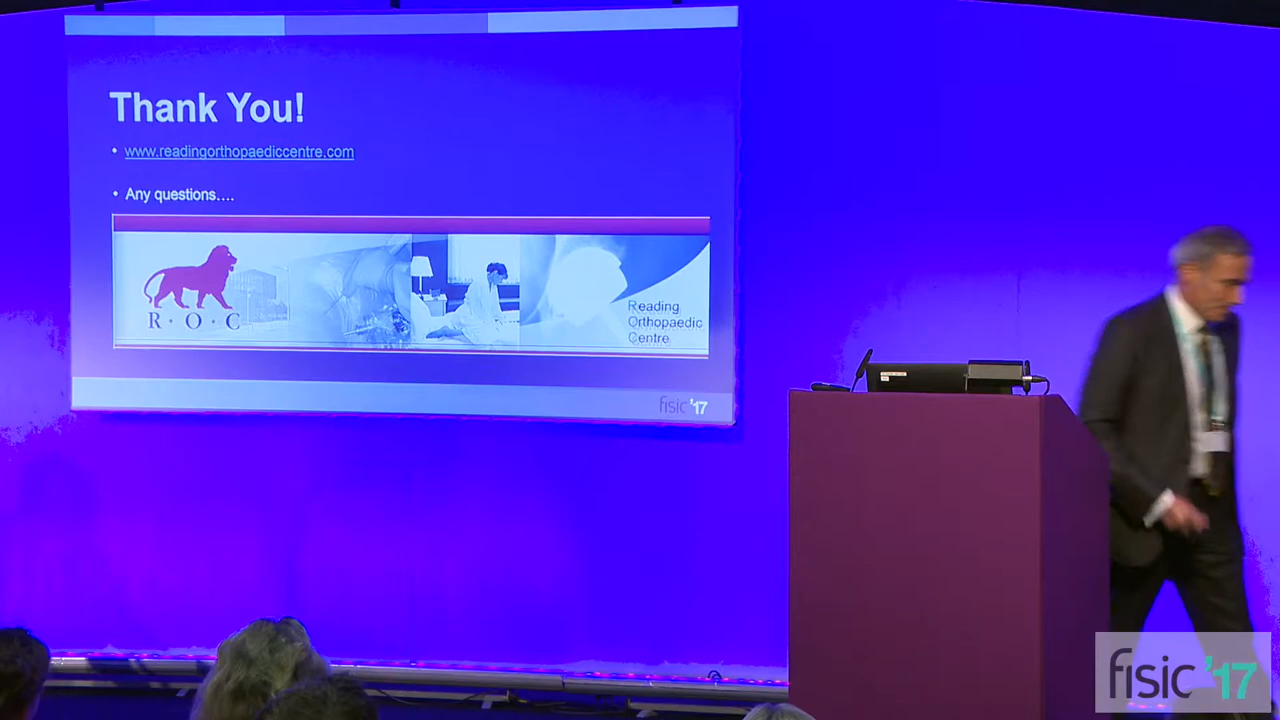 Thank You!
• www.readingorthopaediccentre.com
• Any questions....
R·O·C
Reading
Orthopaedic
Centre
fisic '17
fisic '17